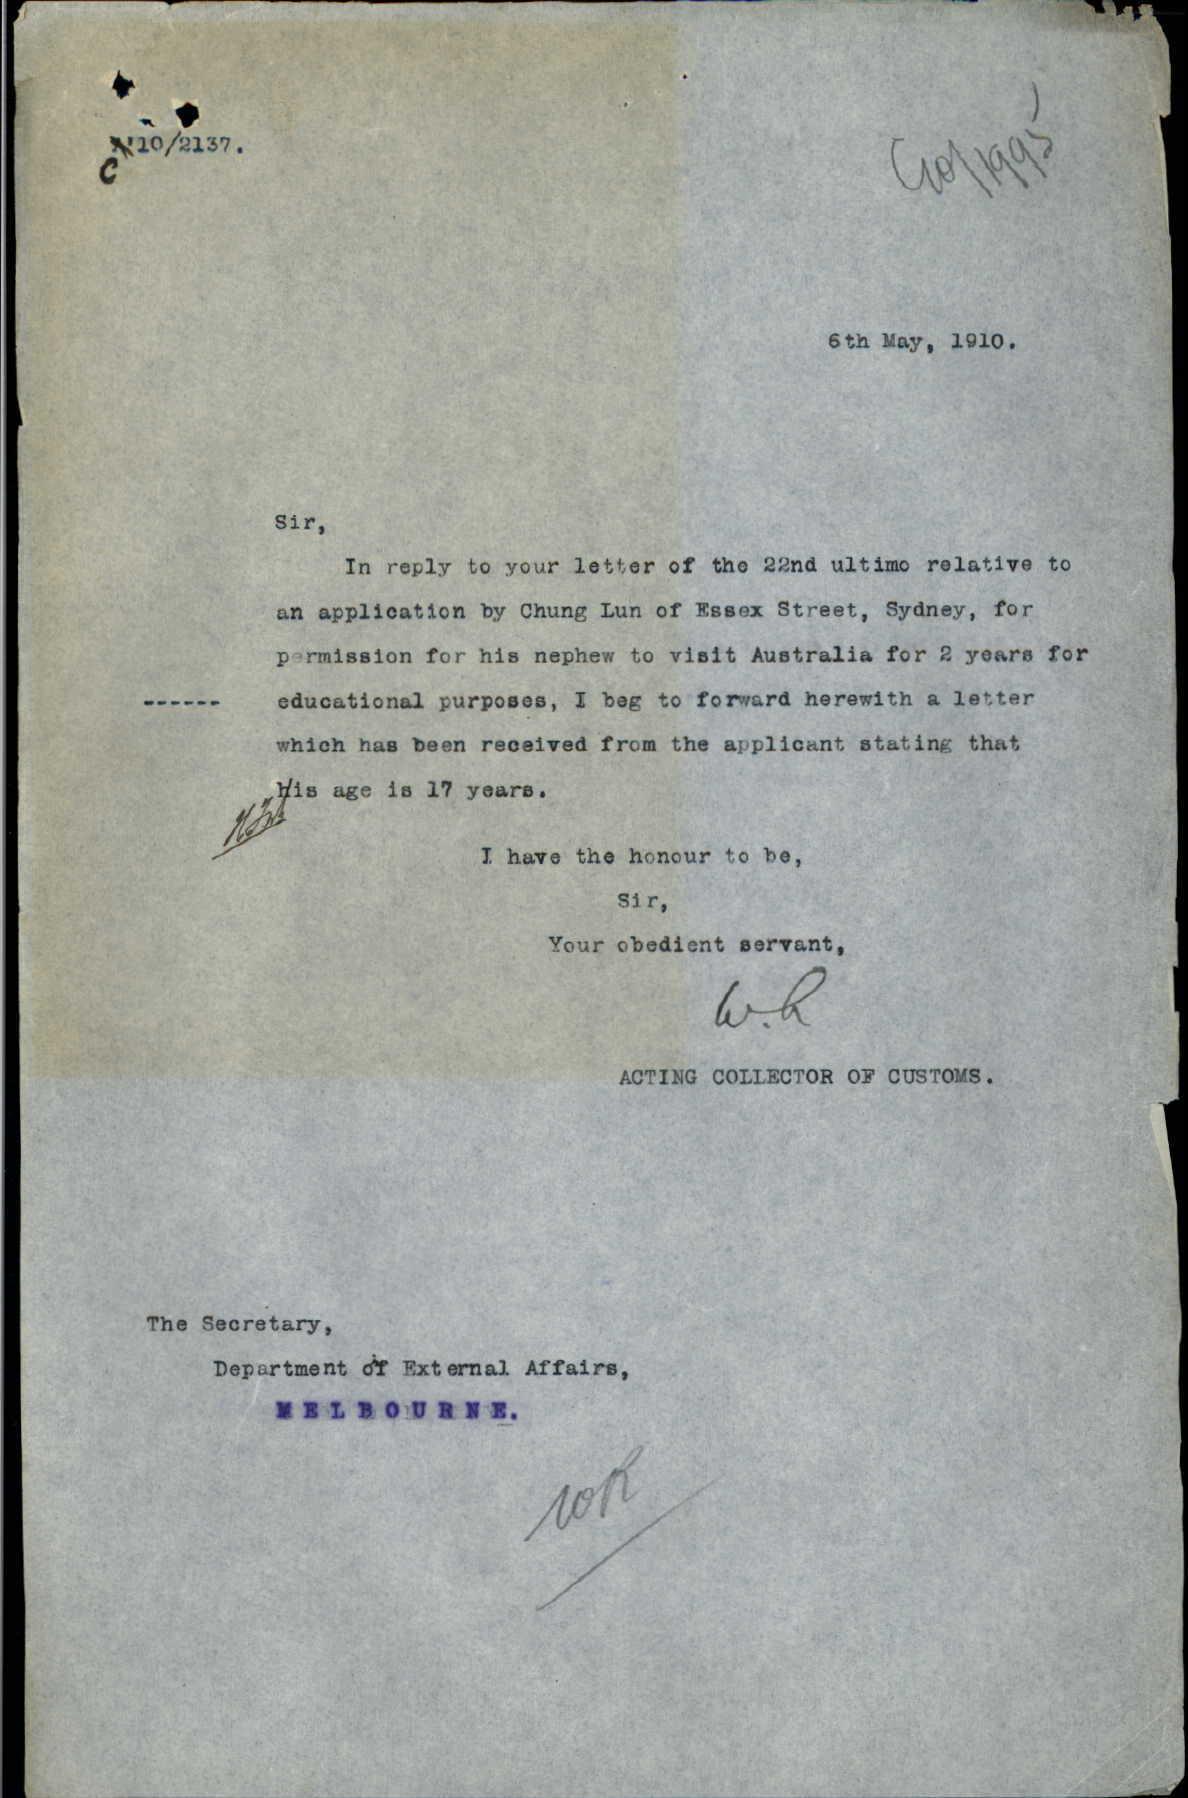 C 10/2137.
C10/1995
6th May, 1910.
Sir,
In reply to your letter of the 22nd ultimo relative to
an application by Chung Lun of Essex Street, Sydney, for
permission for his nephew to visit Australia for 2 years for
------ educational purposes, I beg to forward herewith a letter
which has been received from the applicant stating that
his age is 17 years.
I have the honour to be,
Sir,
Your obedient servant,
ACTING COLLECTOR OF CUSTOMS.
The Secretary,
Department of External Affairs,
MELBOURNE.